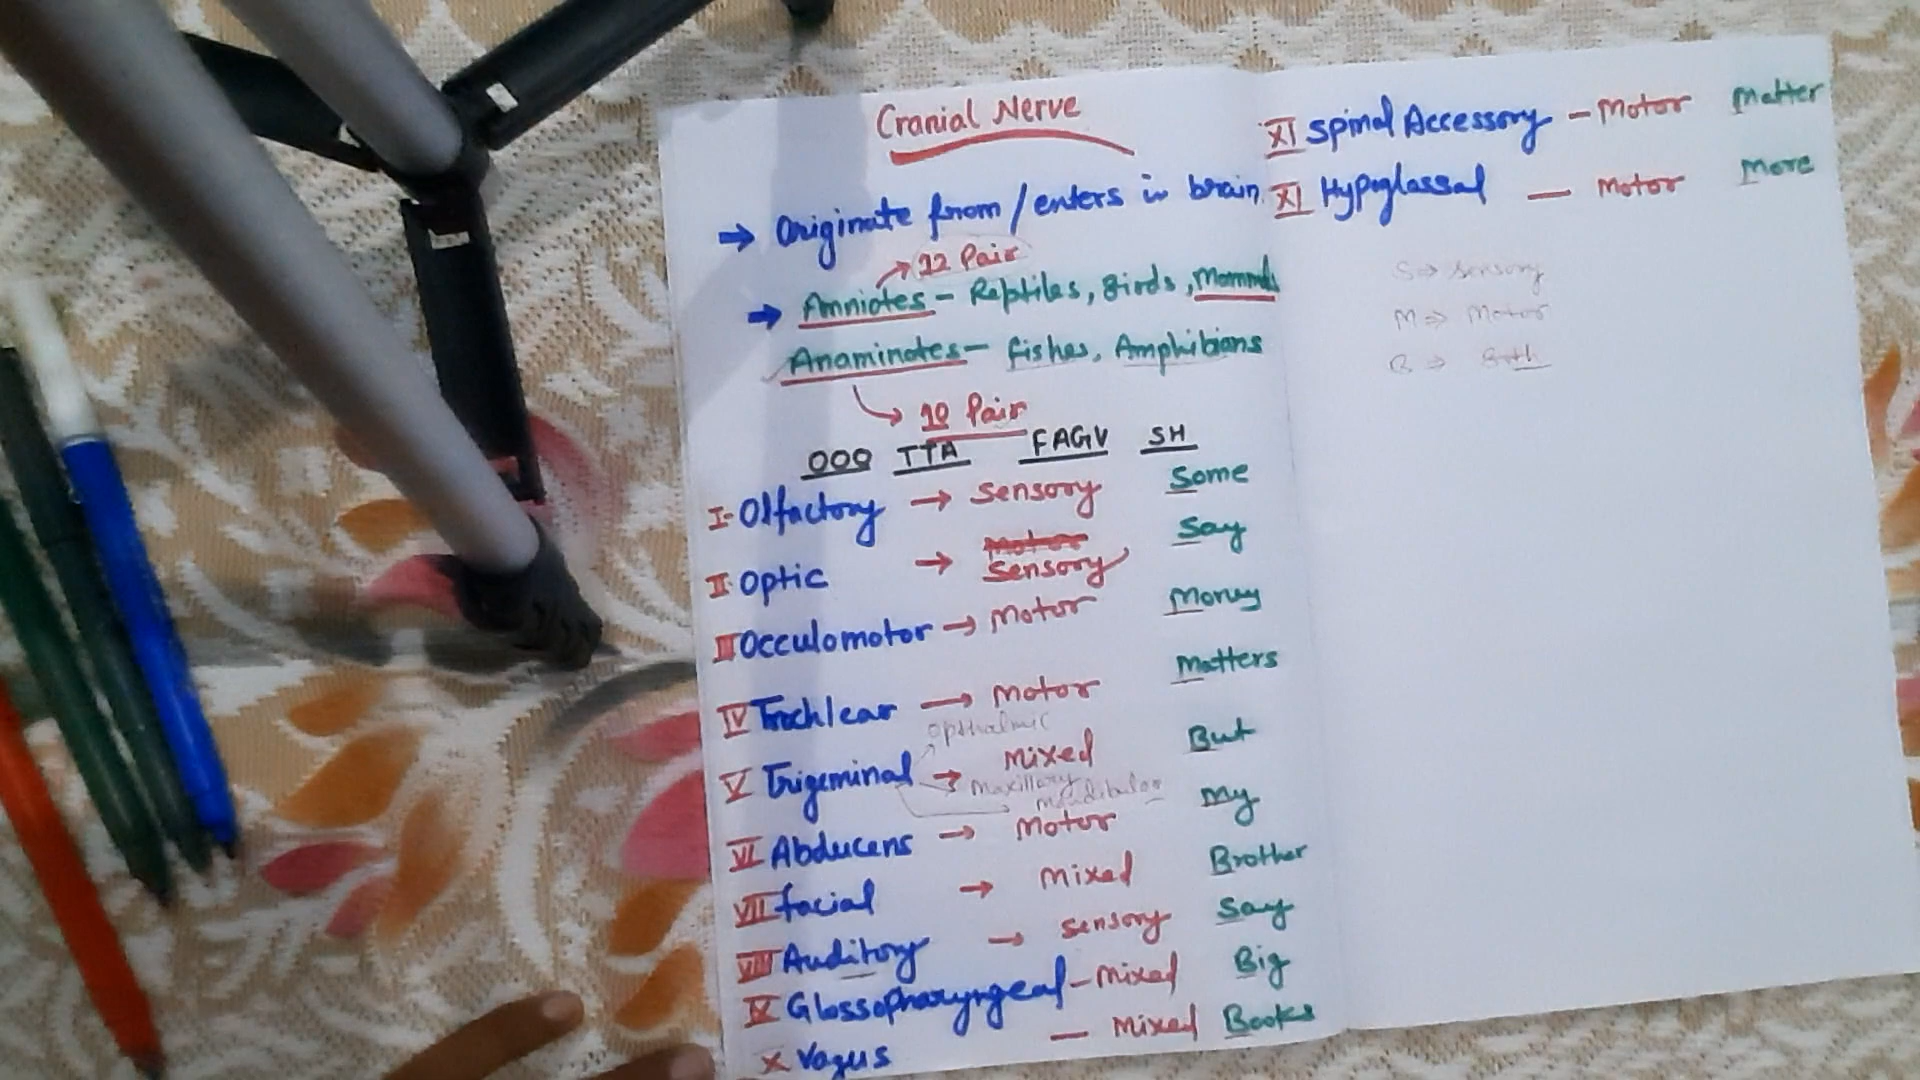 Cranial Nerve
→ Originate from/enters in brain.
→ 12 Pair
→ Amniotes - Reptiles, Birds, Mammals
Anaminotes - fishes, Amphibians
→ 10 Pair
OOO TTA FAGV SH
I- Olfactory → Sensory Some
II- Optic → Motor Sensory Say
III Occulomotor → Motor Money
IV Trochlear → Motor Matters
Opthalmic
V Trigeminal → Mixed But
Maxillary
Mandibular
VI Abducens → Motor My
VII facial → Mixed Brother
VIII Auditory → Sensory Say
IX Glossopharyngeal - Mixed Big
X Vagus — Mixed Books
XI Spinal Accessory - Motor Matter
XI Hypoglassal — Motor More
S ⇒ Sensory
M ⇒ Motor
B ⇒ Both